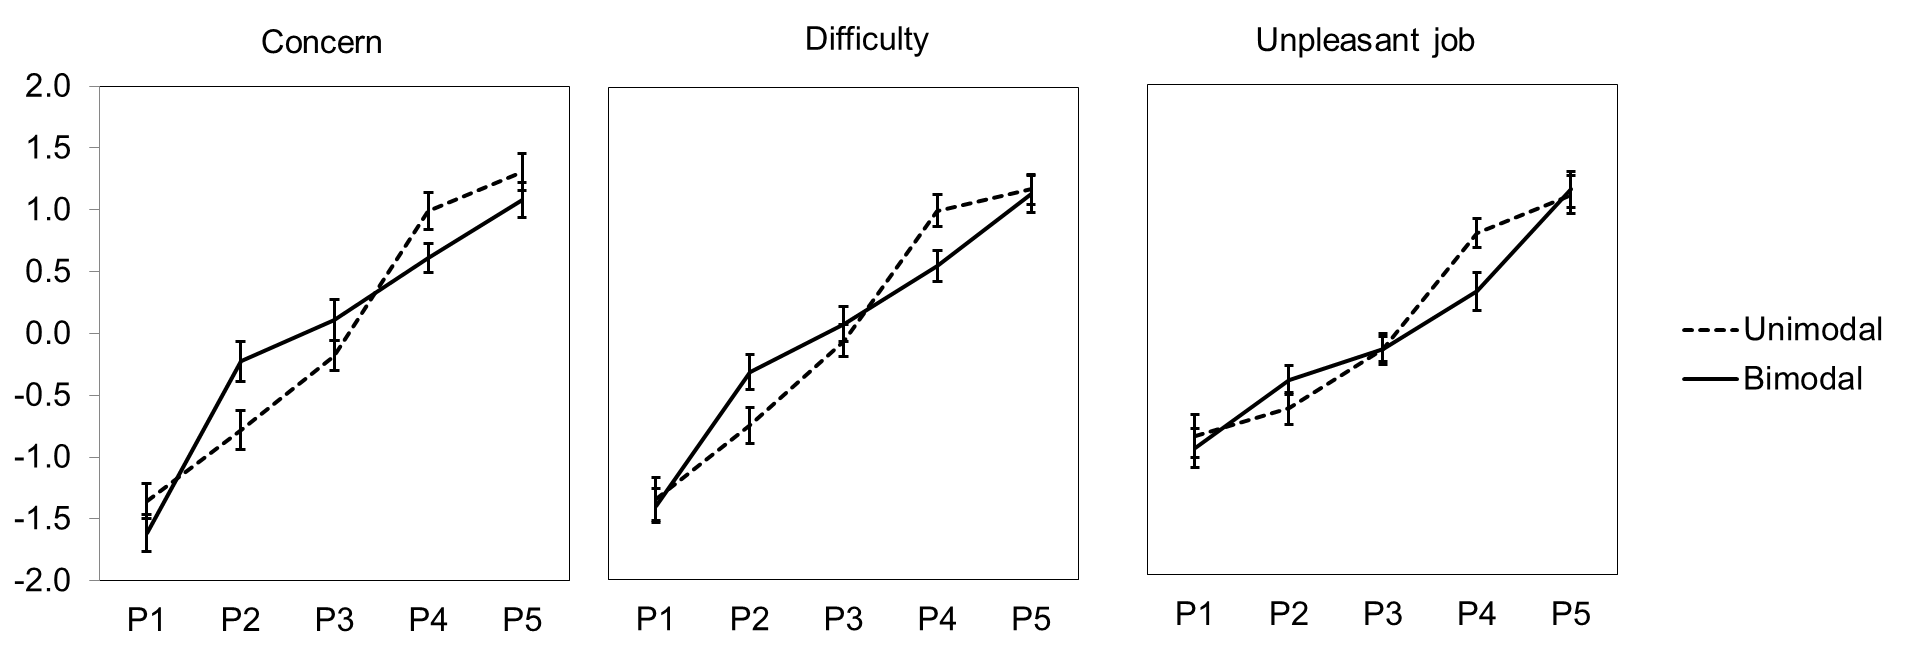 Concern
Difficulty
Unpleasant job
2.0
1.5
1.0
0.5
0.0
-0.5
-1.0
-1.5
-2.0
P1 P2 P3 P4 P5
P1 P2 P3 P4 P5
P1 P2 P3 P4 P5
Unimodal
Bimodal